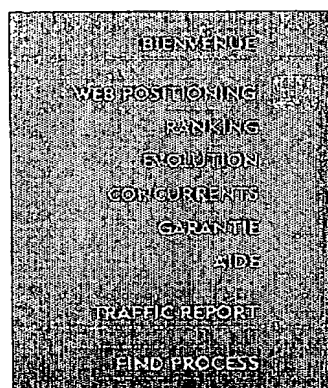 BIENVENUE
WEB POSITIONING
RANKING
EVOLUTION
CONCURRENTS
GARANTIE
AIDE
TRAFFIC REPORT
FIND PROCESS